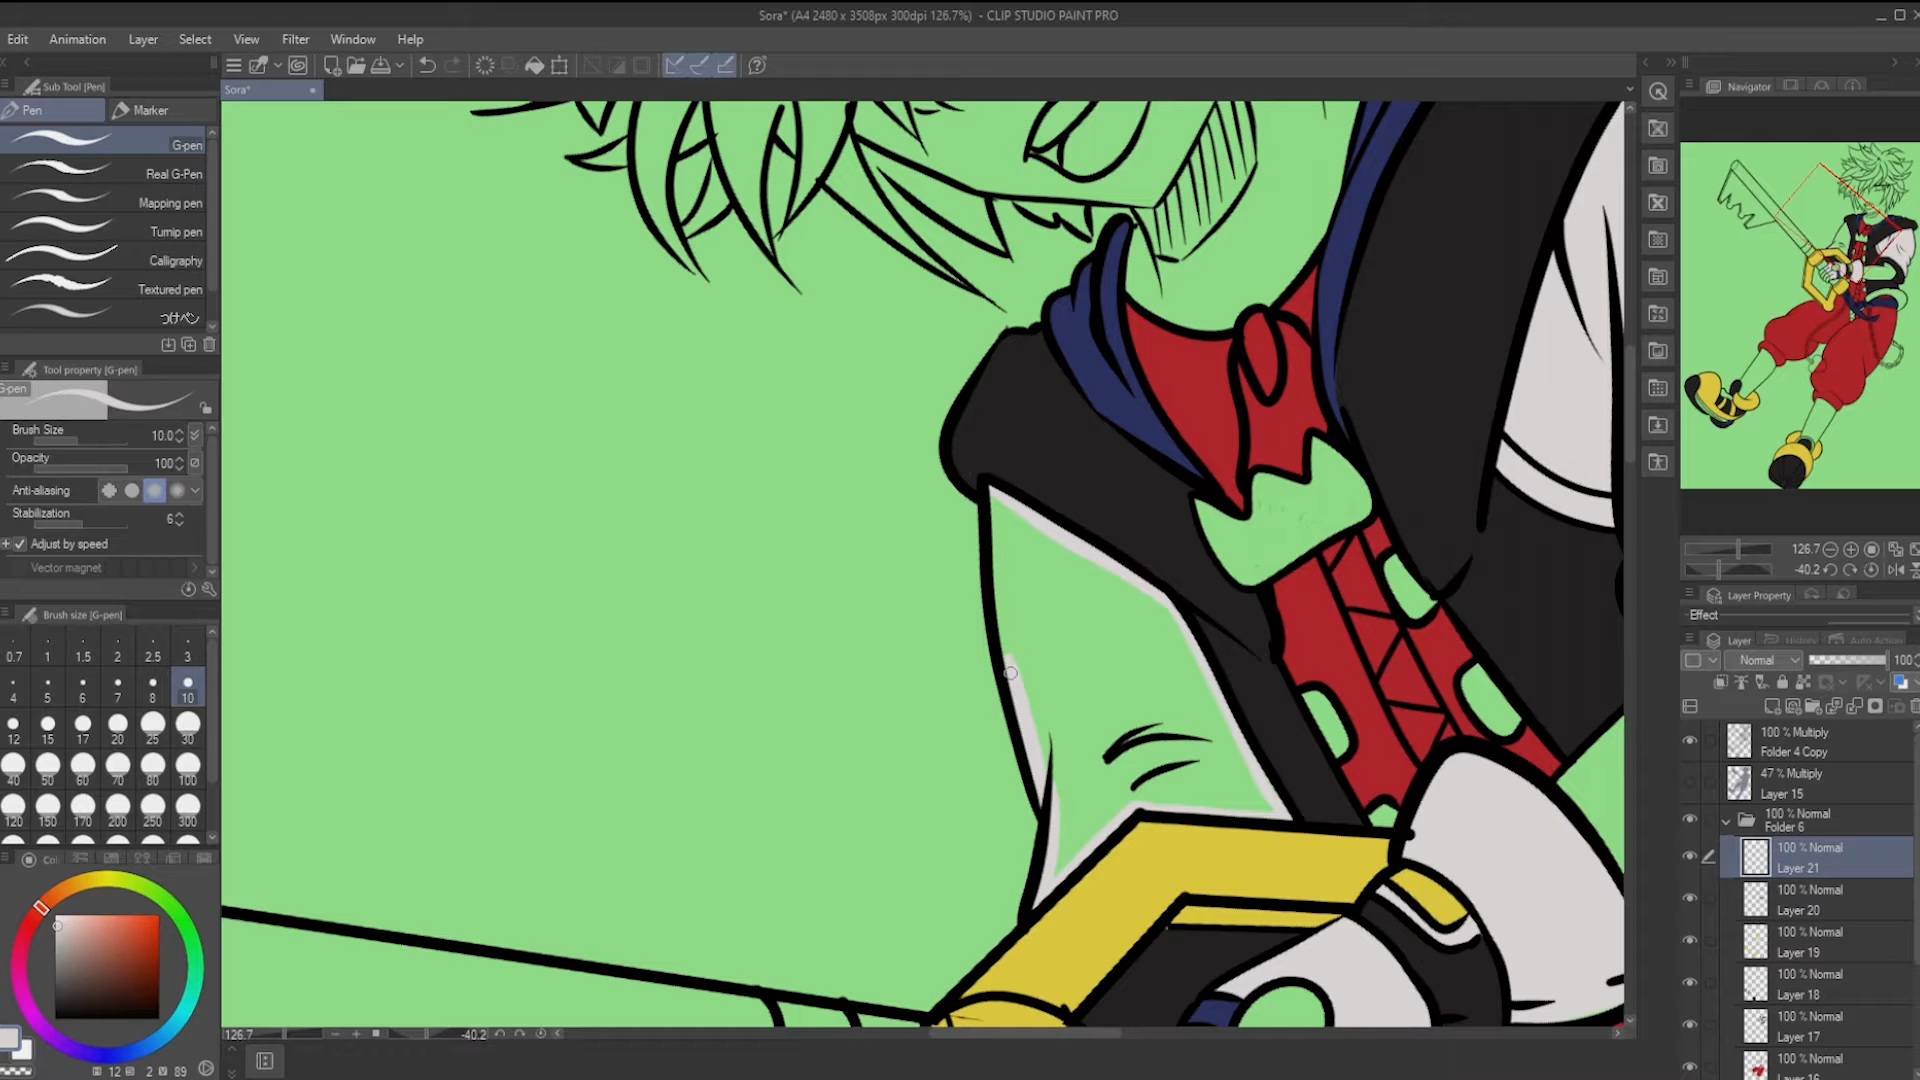 Sora* (A4 2480 x 3508px 300dpi 126.7%) - CLIP STUDIO PAINT PRO
Edit Animation Layer Select View Filter Window Help
Sub Tool [Pen]
Pen Marker
G-pen
Real G-Pen
Mapping pen
Turnip pen
Calligraphy
Textured pen
つけペン
Tool property [G-pen]
G-pen
Brush Size 10.0
Opacity 100
Anti-aliasing
Stabilization 6
Adjust by speed
Vector magnet
Brush size [G-pen]
0.7 1 1.5 2 2.5 3
4 5 6 7 8 10
12 15 17 20 25 30
40 50 60 70 80 100
120 150 170 200 250 300
Col
12 2 V 89
Sora*
126.7
-40.2
Navigator
126.7
-40.2
Layer Property
Effect
Layer History Auto Action
Normal 100
100 % Multiply
Folder 4 Copy
47 % Multiply
Layer 15
100 % Normal
Folder 6
100 % Normal
Layer 21
100 % Normal
Layer 20
100 % Normal
Layer 19
100 % Normal
Layer 18
100 % Normal
Layer 17
100 % Normal
Layer 16